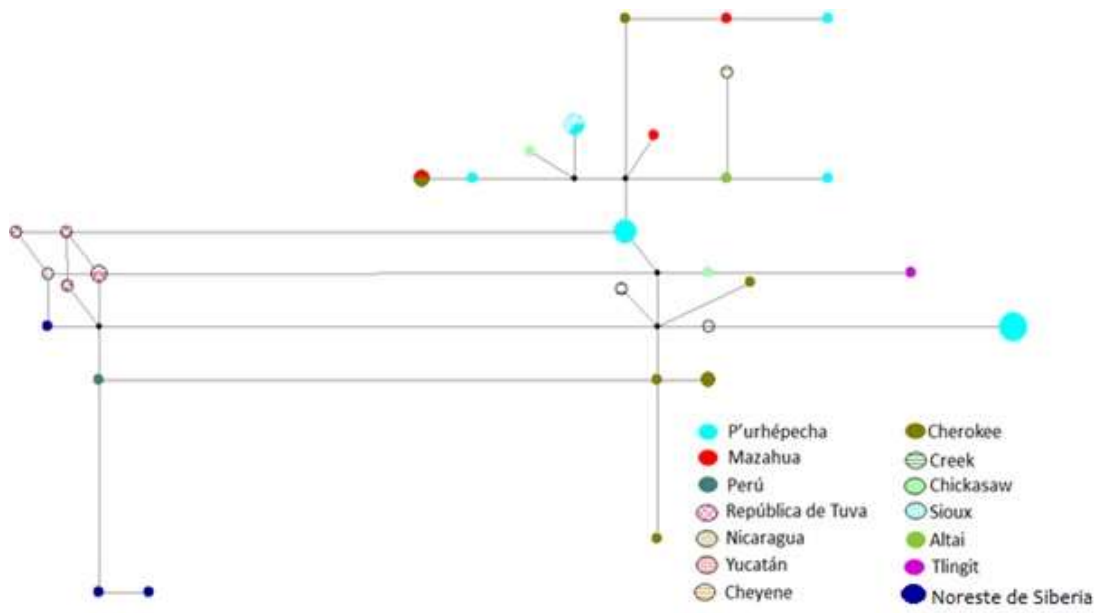 P'urhépecha
Mazahua
Perú
República de Tuva
Nicaragua
Yucatán
Cheyene
Cherokee
Creek
Chickasaw
Sioux
Altai
Tlingit
Noreste de Siberia